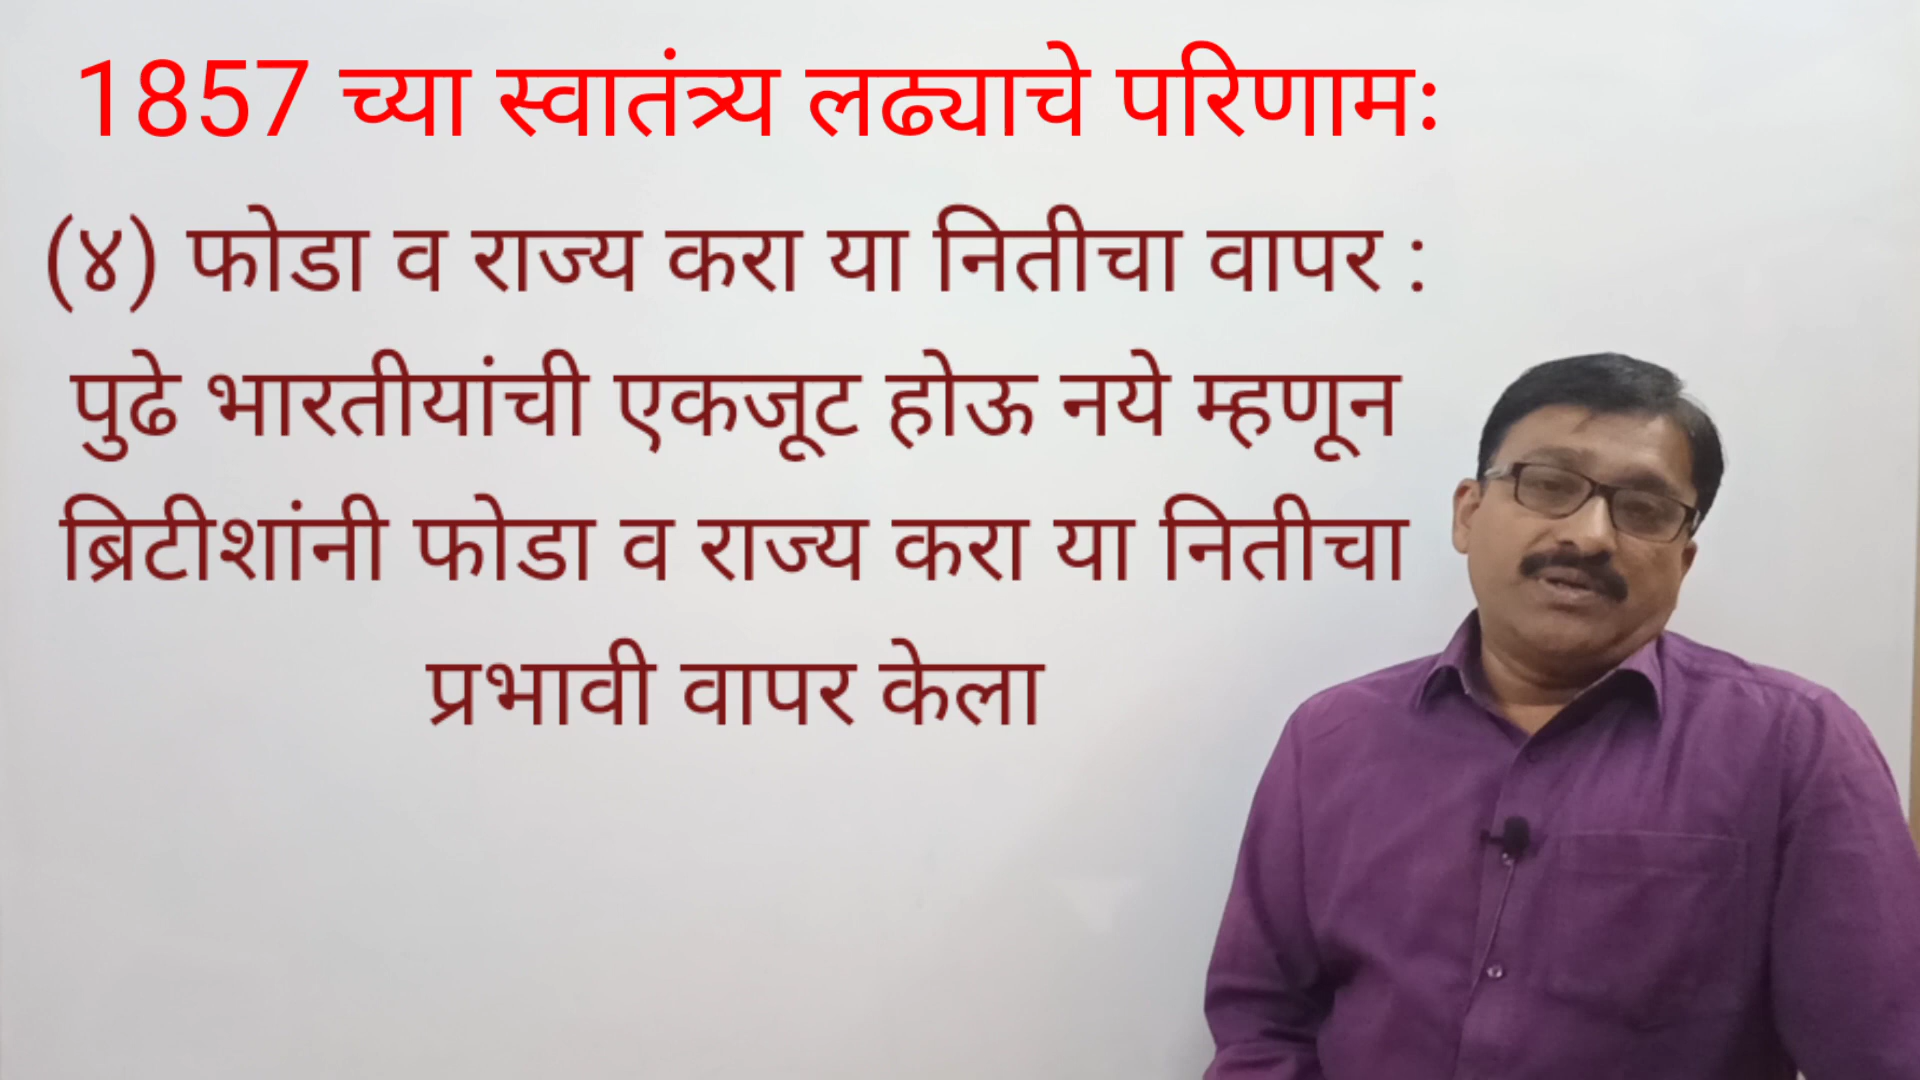 1857 च्या स्वातंत्र्य लढ्याचे परिणामः
(४) फोडा व राज्य करा या नितीचा वापर :
पुढे भारतीयांची एकजूट होऊ नये म्हणून
ब्रिटीशांनी फोडा व राज्य करा या नितीचा
प्रभावी वापर केला